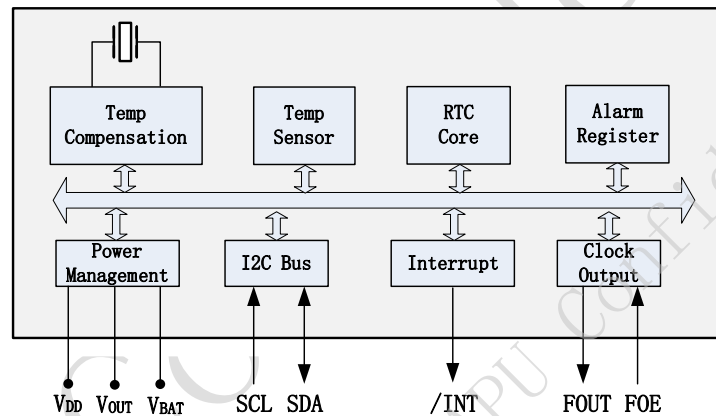 Temp
Compensation
Temp
Sensor
RTC
Core
Alarm
Register
Power
Management
I2C Bus
Interrupt
Clock
Output
VDD VOUT VBAT SCL SDA /INT FOUT FOE